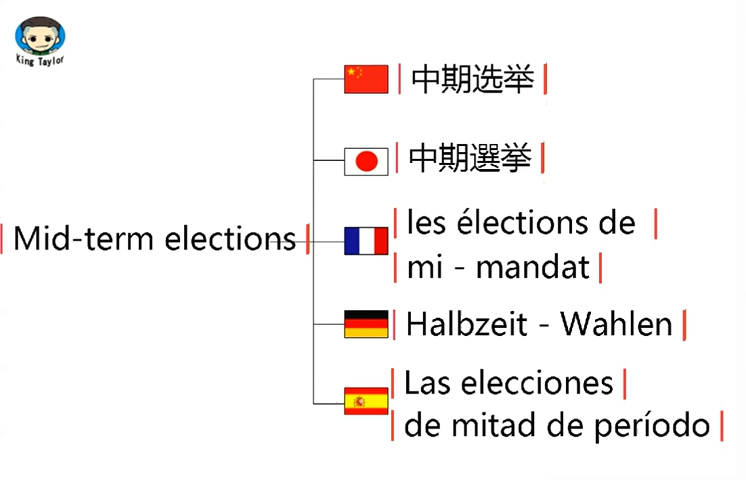 King Taylor
中期选举
中期選挙
Mid-term elections
les élections de
mi - mandat
Halbzeit - Wahlen
Las elecciones
de mitad de período